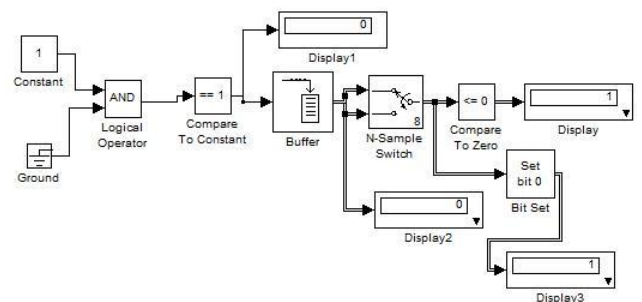 0
Display1
1
Constant
AND
Logical
Operator
== 1
Compare
To Constant
Buffer
8
N-Sample
Switch
<= 0
Compare
To Zero
1
Display
Ground
Set
bit 0
Bit Set
0
Display2
1
Display3